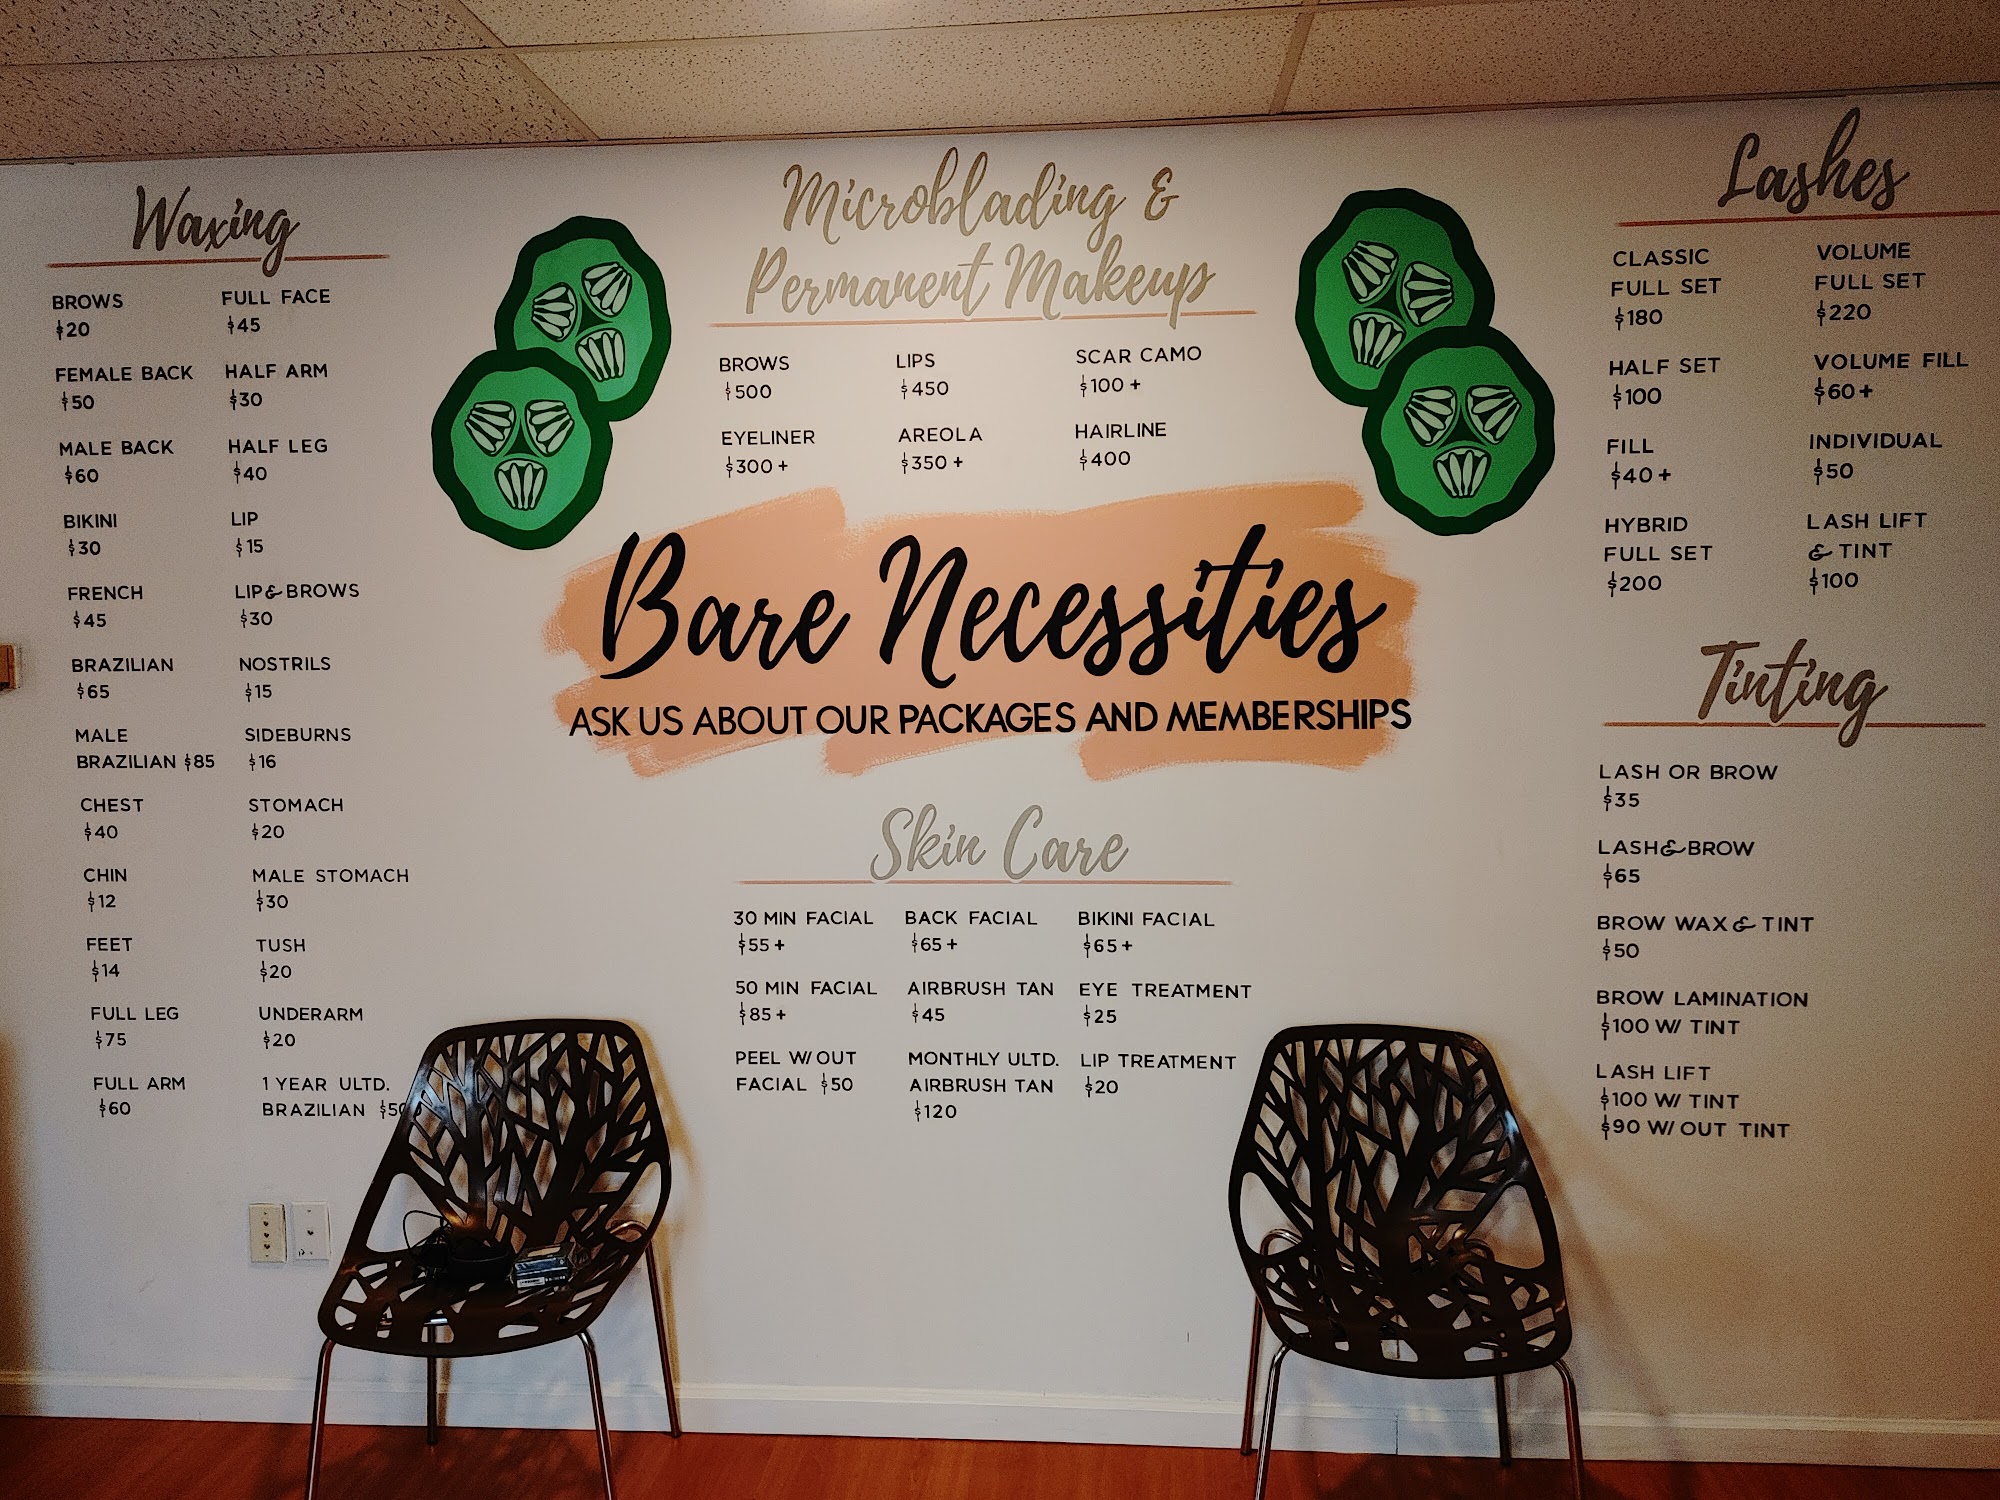 Waxing
BROWS
$20
FEMALE BACK
$50
MALE BACK
$60
BIKINI
$30
FRENCH
$45
BRAZILIAN
$65
MALE
BRAZILIAN $85
CHEST
$40
CHIN
$12
FEET
$14
FULL LEG
$75
FULL ARM
$60
FULL FACE
$45
HALF ARM
$30
HALF LEG
$40
LIP
$15
LIP & BROWS
$30
NOSTRILS
$15
SIDEBURNS
$16
STOMACH
$20
MALE STOMACH
$30
TUSH
$20
UNDERARM
$20
1 YEAR ULTD.
BRAZILIAN
Microblading &
Permanent Makeup
BROWS
$500
EYELINER
$300+
LIPS
$450
AREOLA
$350+
SCAR CAMO
$100+
HAIRLINE
$400
Bare Necessities
ASK US ABOUT OUR PACKAGES AND MEMBERSHIPS
Skin Care
30 MIN FACIAL
$55+
50 MIN FACIAL
$85+
PEEL W/OUT
FACIAL $50
BACK FACIAL
$65+
AIRBRUSH TAN
$45
MONTHLY ULTD.
AIRBRUSH TAN
$120
BIKINI FACIAL
$65+
EYE TREATMENT
$25
LIP TREATMENT
$20
Lashes
CLASSIC
FULL SET
$180
HALF SET
$100
FILL
$40+
HYBRID
FULL SET
$200
VOLUME
FULL SET
$220
VOLUME FILL
$60+
INDIVIDUAL
$50
LASH LIFT
& TINT
$100
Tinting
LASH OR BROW
$35
LASH & BROW
$65
BROW WAX & TINT
$50
BROW LAMINATION
$100 W/ TINT
LASH LIFT
$100 W/ TINT
$90 W/OUT TINT